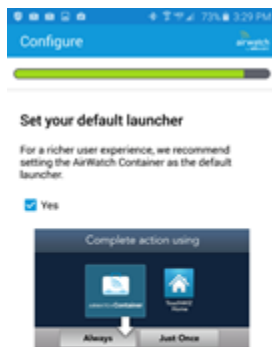 73% 3:29 PM
Configure
airwatch
Set your default launcher
For a richer user experience, we recommend
setting the AirWatch Container as the default
launcher.
Yes
Complete action using
Container
TouchWiz
Home
Always
Just Once